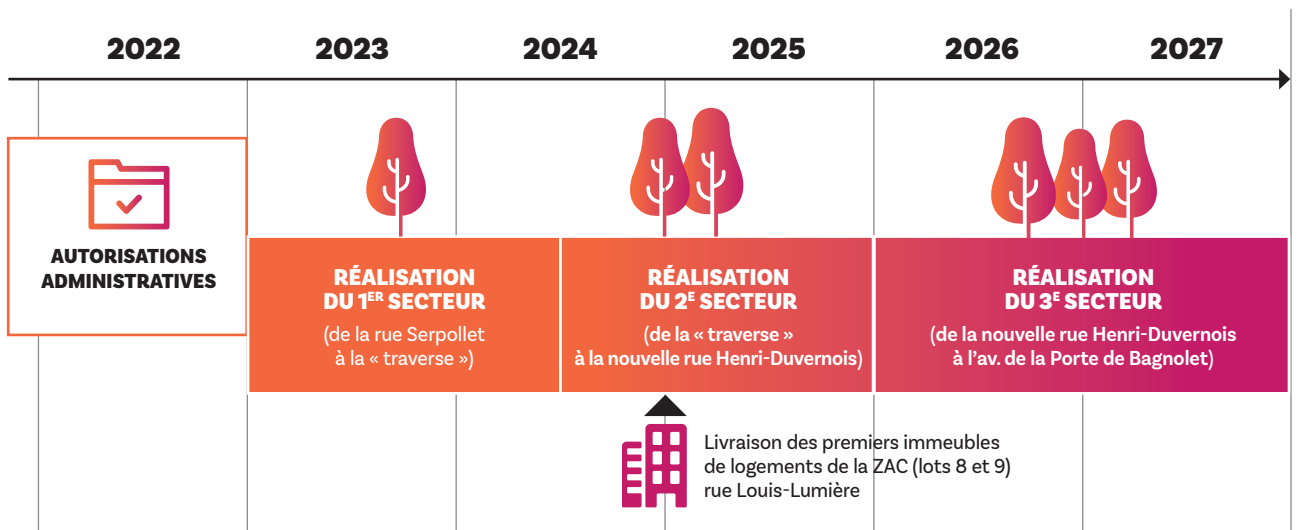 2022 2023 2024 2025 2026 2027
AUTORISATIONS
ADMINISTRATIVES
RÉALISATION
DU 1ER SECTEUR
(de la rue Serpollet
à la « traverse »)
RÉALISATION
DU 2E SECTEUR
(de la « traverse »
à la nouvelle rue Henri-Duvernois)
RÉALISATION
DU 3E SECTEUR
(de la nouvelle rue Henri-Duvernois
à l’av. de la Porte de Bagnolet)
Livraison des premiers immeubles
de logements de la ZAC (lots 8 et 9)
rue Louis-Lumière